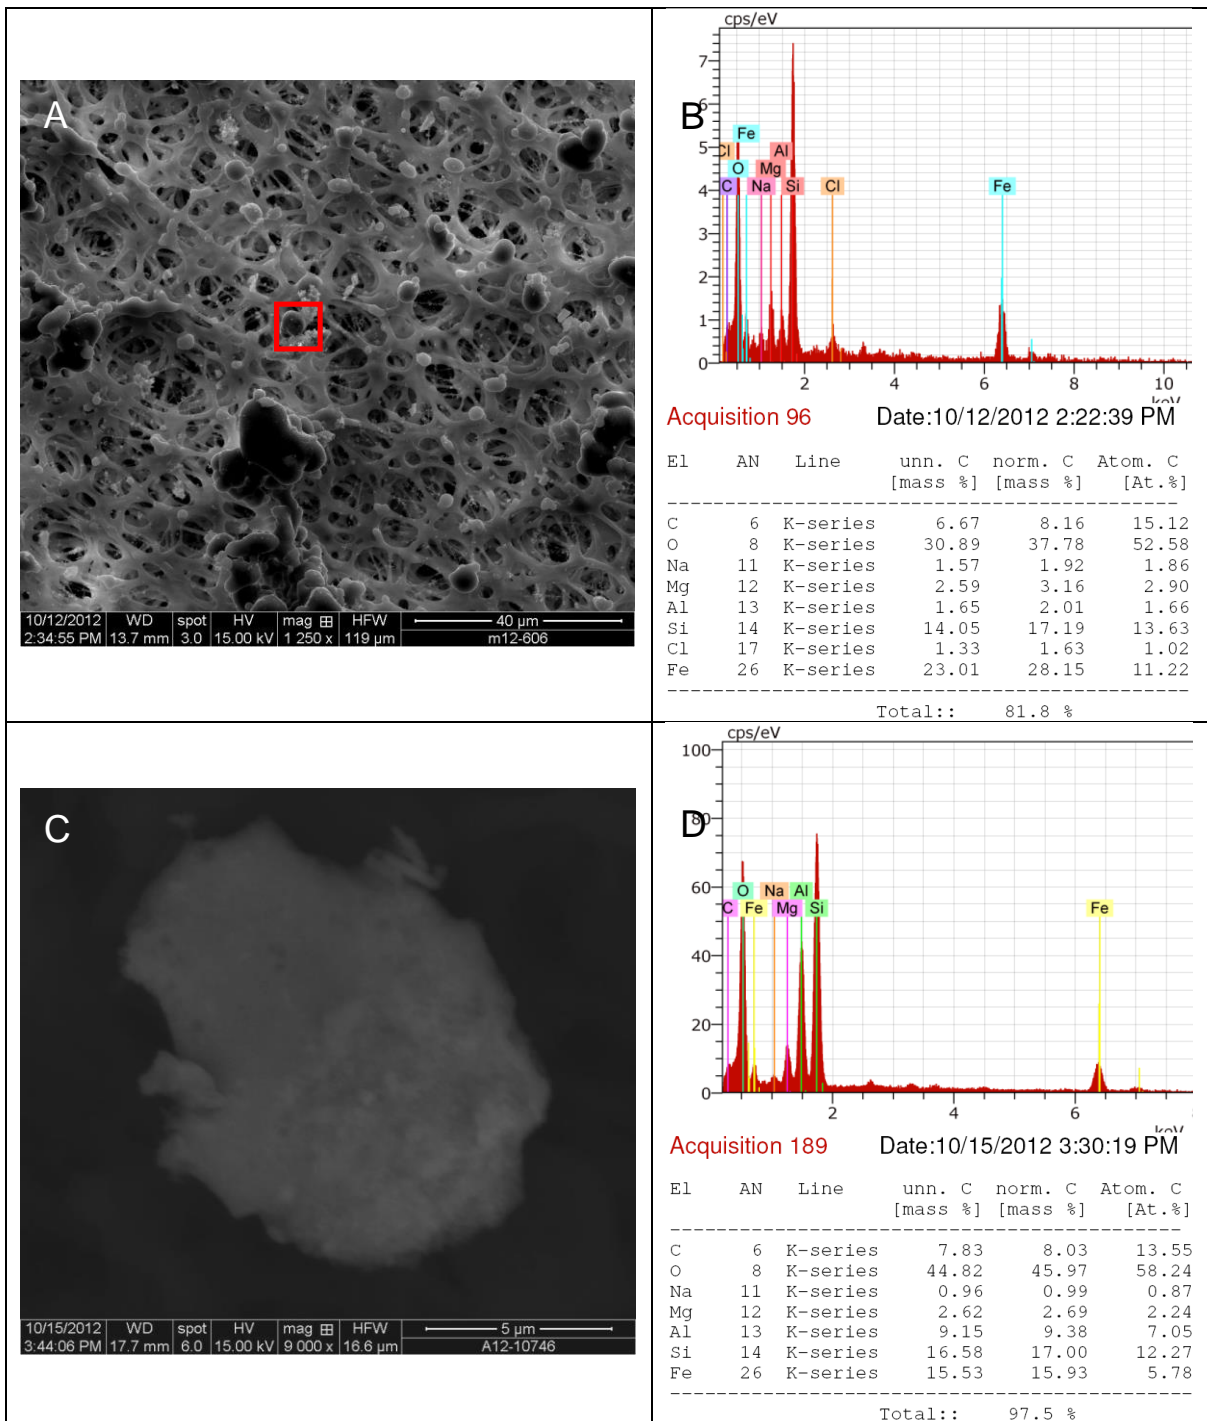 A
10/12/2012 WD spot HV mag ⊞ HFW 40 µm
2:34:55 PM 13.7 mm 3.0 15.00 kV 1 250 x 119 µm m12-606
cps/eV
B
7
6
5
4
3
2
1
0
Fe
Cl Al
O Mg
C Na Si Cl Fe
2 4 6 8 10
keV
Acquisition 96 Date:10/12/2012 2:22:39 PM
El AN Line unn. C norm. C Atom. C
[mass %] [mass %] [At.%]
C 6 K-series 6.67 8.16 15.12
O 8 K-series 30.89 37.78 52.58
Na 11 K-series 1.57 1.92 1.86
Mg 12 K-series 2.59 3.16 2.90
Al 13 K-series 1.65 2.01 1.66
Si 14 K-series 14.05 17.19 13.63
Cl 17 K-series 1.33 1.63 1.02
Fe 26 K-series 23.01 28.15 11.22
Total:: 81.8 %
C
10/15/2012 WD spot HV mag ⊞ HFW 5 µm
3:44:06 PM 17.7 mm 6.0 15.00 kV 9 000 x 16.6 µm A12-10746
cps/eV
D
100
80
60
40
20
0
O Na Al
C Fe Mg Si Fe
2 4 6
keV
Acquisition 189 Date:10/15/2012 3:30:19 PM
El AN Line unn. C norm. C Atom. C
[mass %] [mass %] [At.%]
C 6 K-series 7.83 8.03 13.55
O 8 K-series 44.82 45.97 58.24
Na 11 K-series 0.96 0.99 0.87
Mg 12 K-series 2.62 2.69 2.24
Al 13 K-series 9.15 9.38 7.05
Si 14 K-series 16.58 17.00 12.27
Fe 26 K-series 15.53 15.93 5.78
Total:: 97.5 %